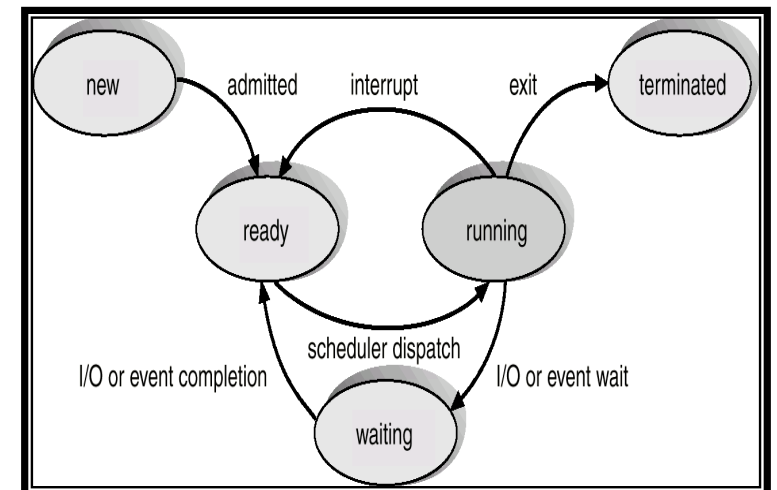 new
admitted
interrupt
exit
terminated
ready
running
scheduler dispatch
I/O or event completion
I/O or event wait
waiting